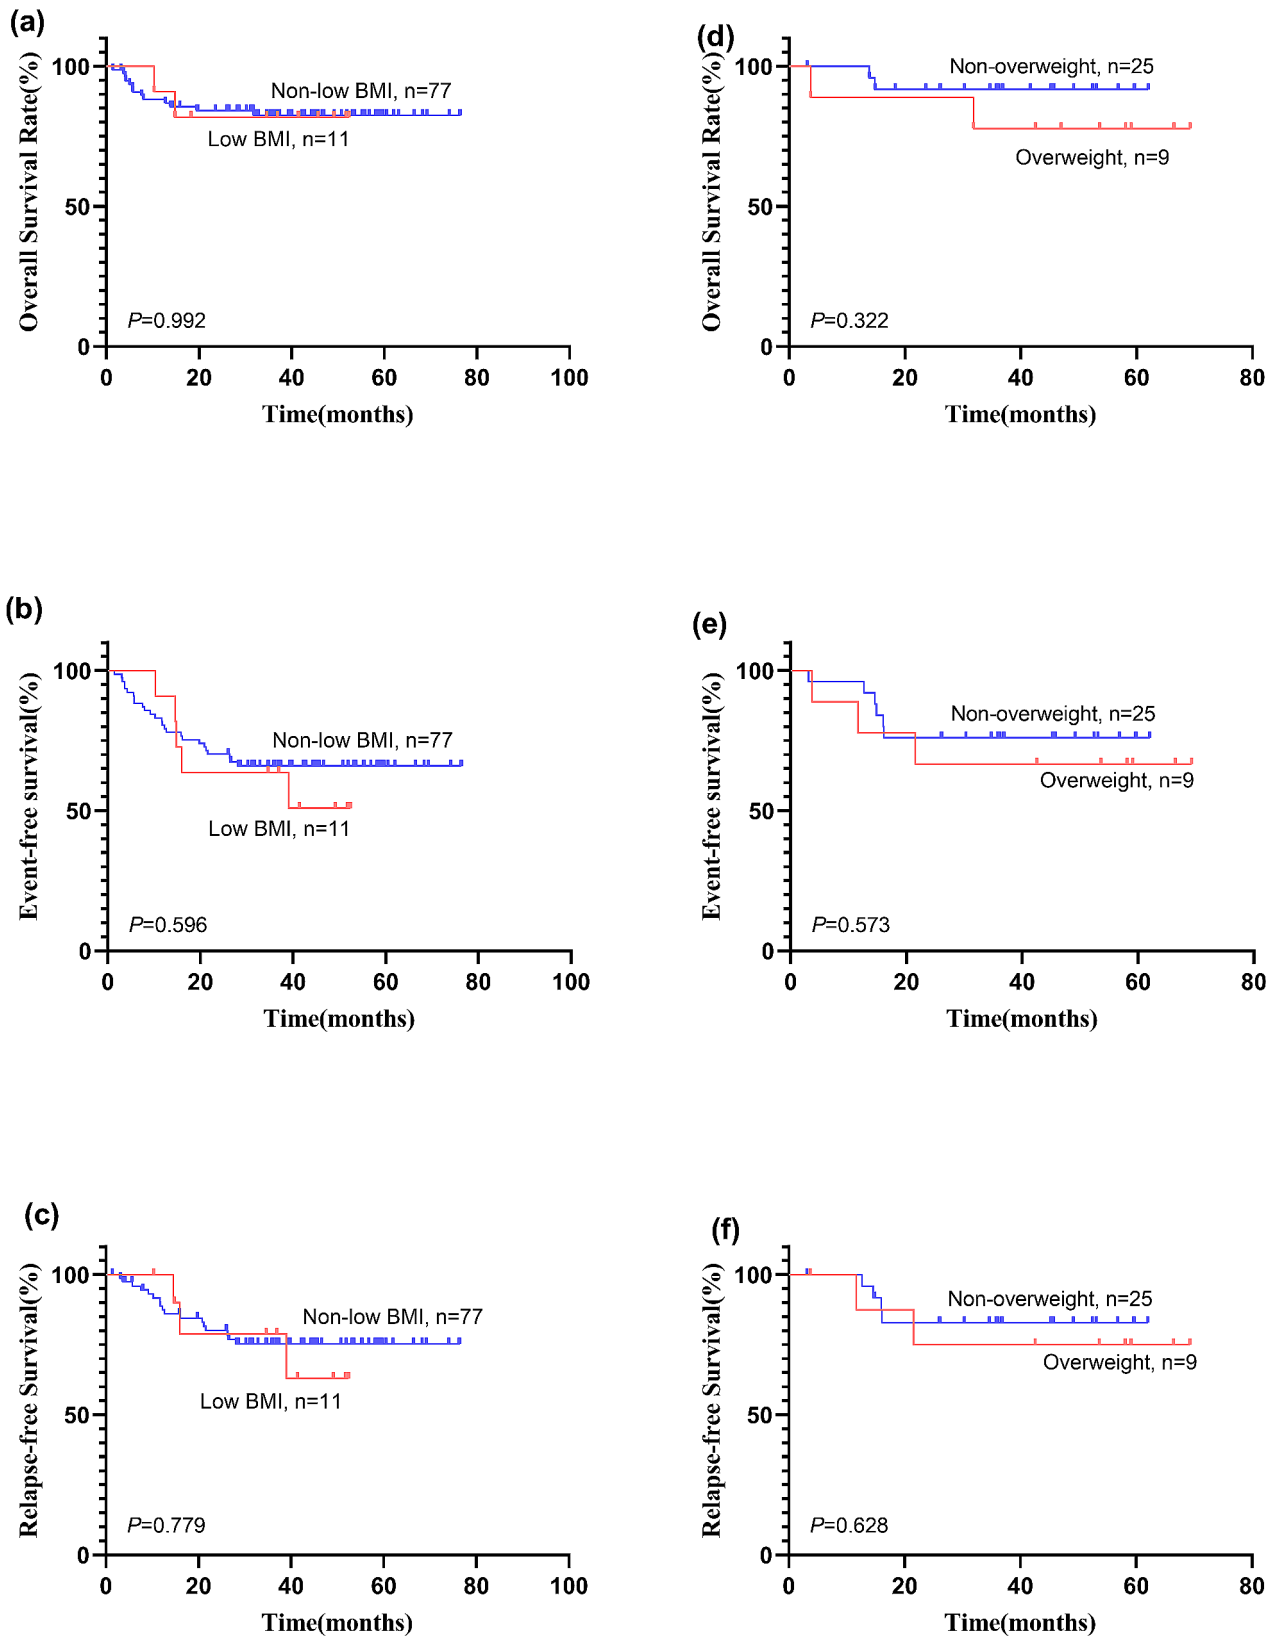 (a)
Overall Survival Rate(%)
100
50
0
Non-low BMI, n=77
Low BMI, n=11
P=0.992
0 20 40 60 80 100
Time(months)
(d)
Overall Survival Rate(%)
100
50
0
Non-overweight, n=25
Overweight, n=9
P=0.322
0 20 40 60 80
Time(months)
(b)
Event-free survival(%)
100
50
0
Non-low BMI, n=77
Low BMI, n=11
P=0.596
0 20 40 60 80 100
Time(months)
(e)
Event-free survival(%)
100
50
0
Non-overweight, n=25
Overweight, n=9
P=0.573
0 20 40 60 80
Time(months)
(c)
Relapse-free Survival(%)
100
50
0
Non-low BMI, n=77
Low BMI, n=11
P=0.779
0 20 40 60 80 100
Time(months)
(f)
Relapse-free Survival(%)
100
50
0
Non-overweight, n=25
Overweight, n=9
P=0.628
0 20 40 60 80
Time(months)